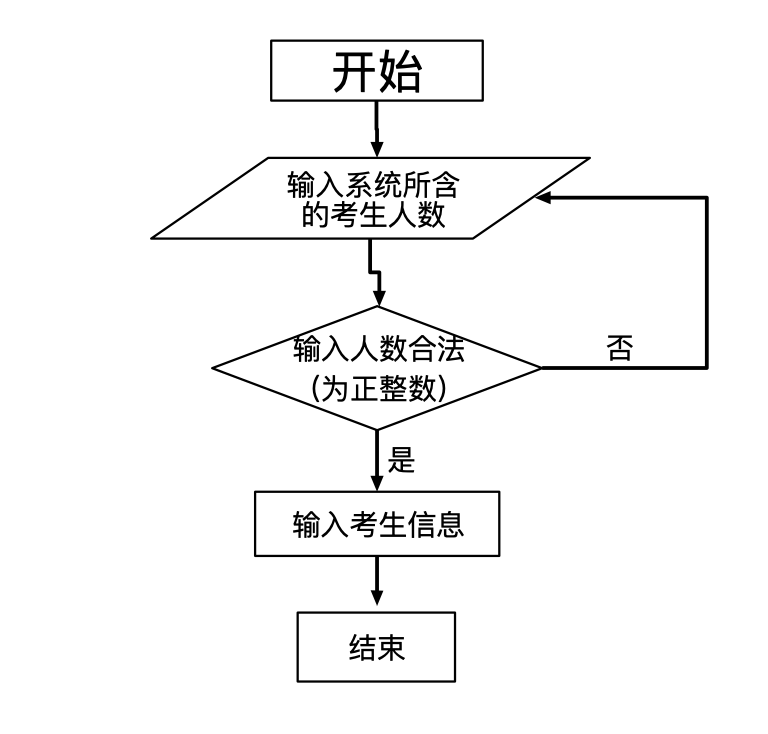 开始
输入系统所含
的考生人数
输入人数合法
(为正整数)
否
是
输入考生信息
结束